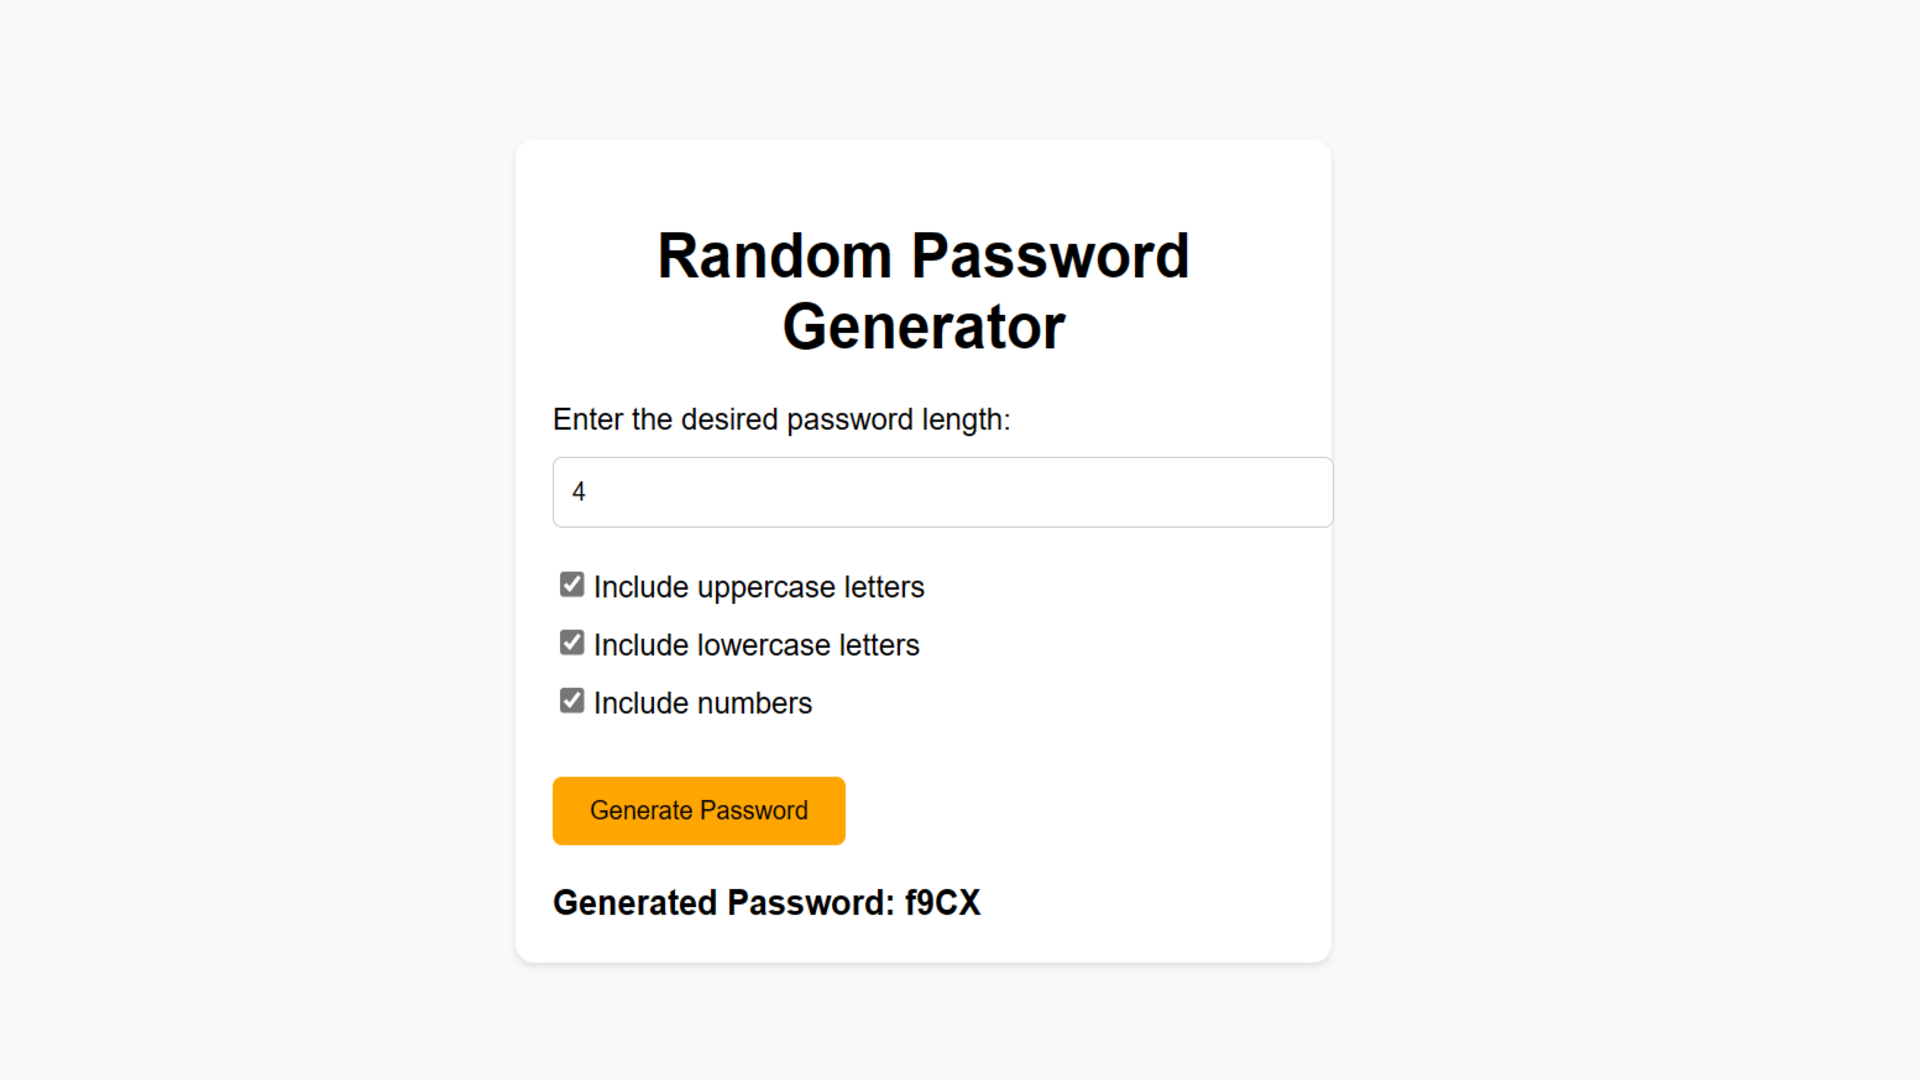 Random Password
Generator
Enter the desired password length:
4
Include uppercase letters
Include lowercase letters
Include numbers
Generate Password
Generated Password: f9CX